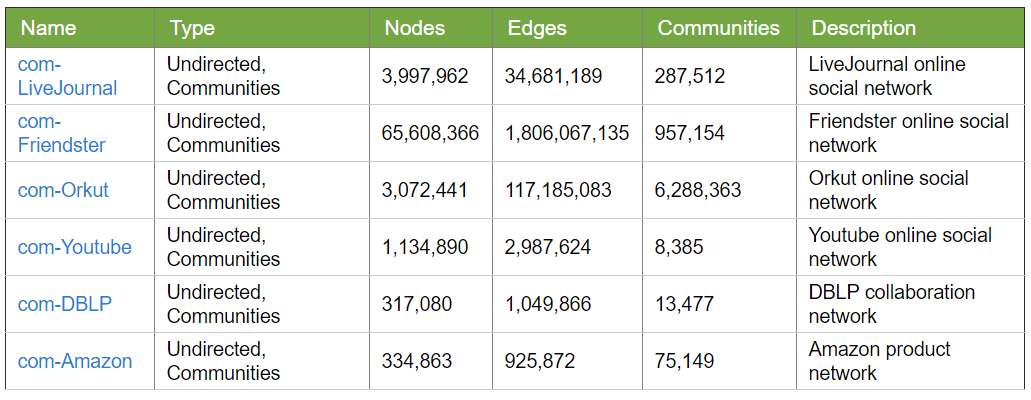 Name Type Nodes Edges Communities Description
com-
LiveJournal
Undirected,
Communities
3,997,962
34,681,189
287,512
LiveJournal online
social network
com-
Friendster
Undirected,
Communities
65,608,366
1,806,067,135
957,154
Friendster online social
network
com-Orkut
Undirected,
Communities
3,072,441
117,185,083
6,288,363
Orkut online social
network
com-Youtube
Undirected,
Communities
1,134,890
2,987,624
8,385
Youtube online social
network
com-DBLP
Undirected,
Communities
317,080
1,049,866
13,477
DBLP collaboration
network
com-Amazon
Undirected,
Communities
334,863
925,872
75,149
Amazon product
network